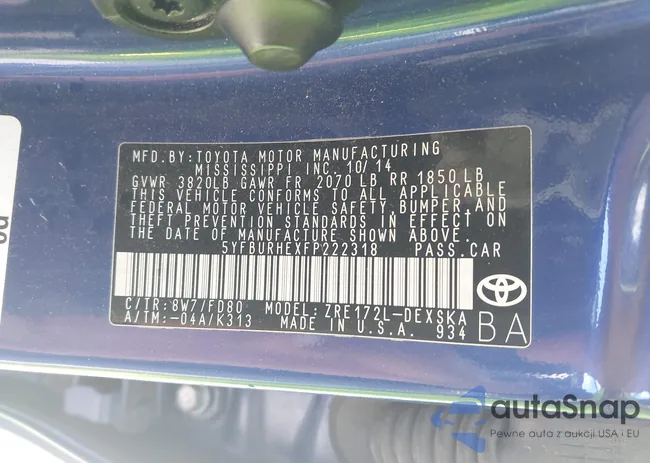 MFD.BY: TOYOTA MOTOR MANUFACTURING
MISSISSIPPI INC. 10/14
GVWR 3820LB GAWR FR 2070 LB RR 1850 LB
THIS VEHICLE CONFORMS TO ALL APPLICABLE
FEDERAL MOTOR VEHICLE SAFETY, BUMPER AND
THEFT PREVENTION STANDARDS IN EFFECT ON
THE DATE OF MANUFACTURE SHOWN ABOVE.
5YFBURHEXFP222318 PASS.CAR
C/TR: 8W7/FD80 MODEL: ZRE172L-DEXSKA
A/TM:-04A/K313 MADE IN U.S.A. 934
BA
autoSnap
Pewne auta z aukcji USA i EU